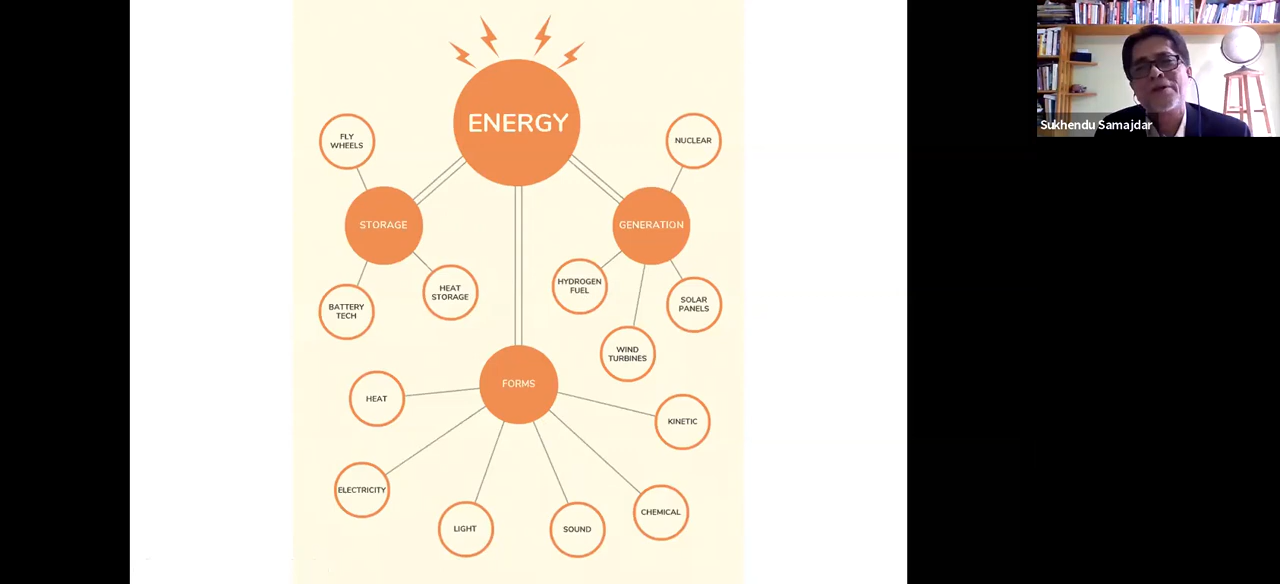 ENERGY
FLY
WHEELS
NUCLEAR
STORAGE
GENERATION
HEAT
STORAGE
BATTERY
TECH
HYDROGEN
FUEL
SOLAR
PANELS
WIND
TURBINES
FORMS
HEAT
KINETIC
ELECTRICITY
LIGHT
SOUND
CHEMICAL
Sukhendu Samajdar